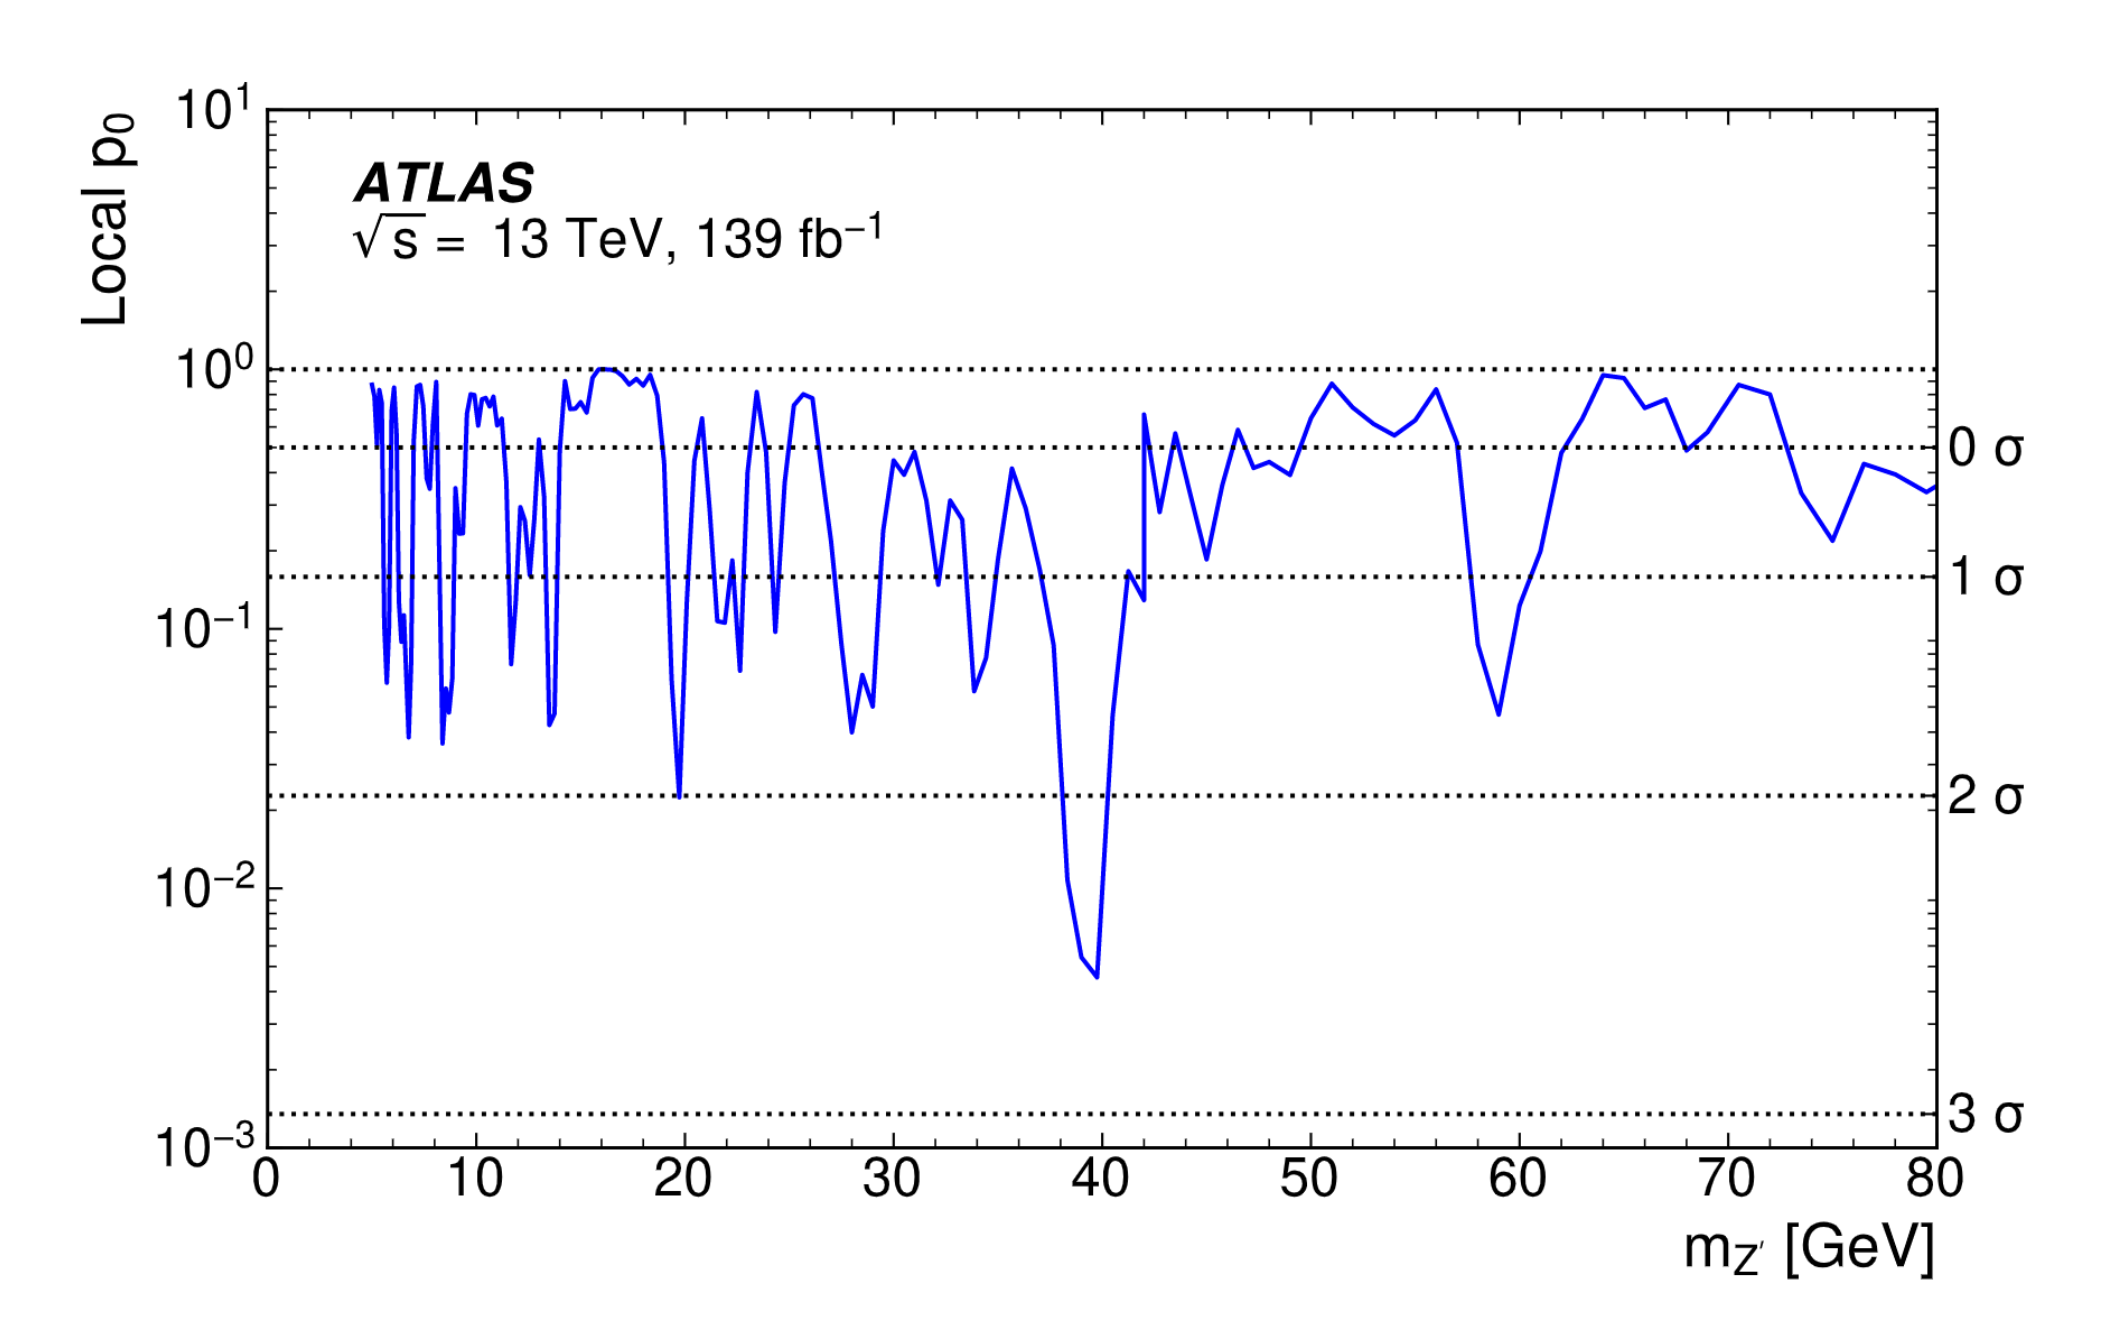 ATLAS
√s = 13 TeV, 139 fb⁻¹
Local p₀
10¹
10⁰
10⁻¹
10⁻²
10⁻³
0 σ
1 σ
2 σ
3 σ
0 10 20 30 40 50 60 70 80
m_Z′ [GeV]